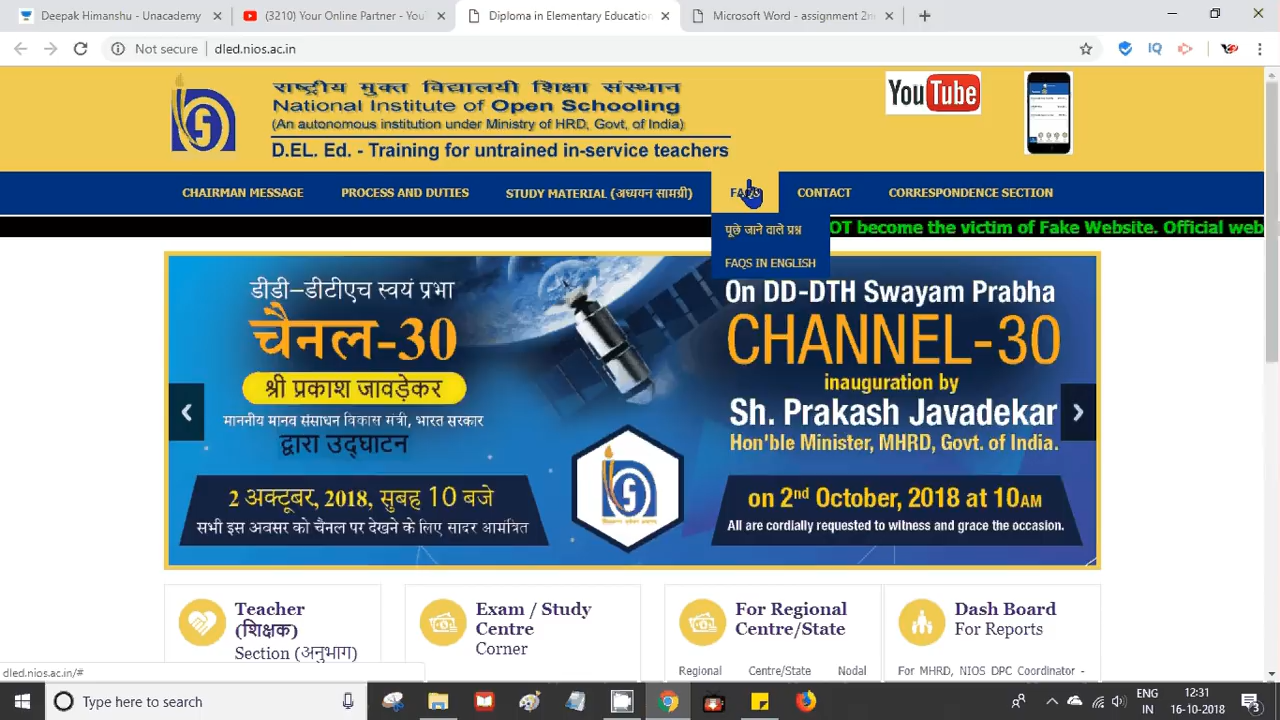 Deepak Himanshu - Unacademy
(3210) Your Online Partner - You
Diploma in Elementary Education
Microsoft Word - assignment 2n
Not secure
dled.nios.ac.in
IQ
राष्ट्रीय मुक्त विद्यालयी शिक्षा संस्थान
National Institute of Open Schooling
(An autonomous institution under Ministry of HRD, Govt. of India)
D.EL. Ed. - Training for untrained in-service teachers
YouTube
CHAIRMAN MESSAGE
PROCESS AND DUTIES
STUDY MATERIAL (अध्ययन सामग्री)
FAQS
CONTACT
CORRESPONDENCE SECTION
पूछे जाने वाले प्रश्न
FAQS IN ENGLISH
OT become the victim of Fake Website. Official web
डीडी–डीटीएच स्वयं प्रभा
चैनल-30
श्री प्रकाश जावड़ेकर
माननीय मानव संसाधन विकास मंत्री, भारत सरकार
द्वारा उद्घाटन
2 अक्टूबर, 2018, सुबह 10 बजे
सभी इस अवसर को चैनल पर देखने के लिए सादर आमंत्रित
On DD-DTH Swayam Prabha
CHANNEL-30
inauguration by
Sh. Prakash Javadekar
Hon'ble Minister, MHRD, Govt. of India.
on 2nd October, 2018 at 10AM
All are cordially requested to witness and grace the occasion.
Teacher
(शिक्षक)
Section (अनुभाग)
Exam / Study
Centre
Corner
For Regional
Centre/State
Regional Centre/State Nodal
Dash Board
For Reports
For MHRD, NIOS DPC Coordinator -
dled.nios.ac.in/#
Type here to search
ENG
IN
12:31
16-10-2018
3